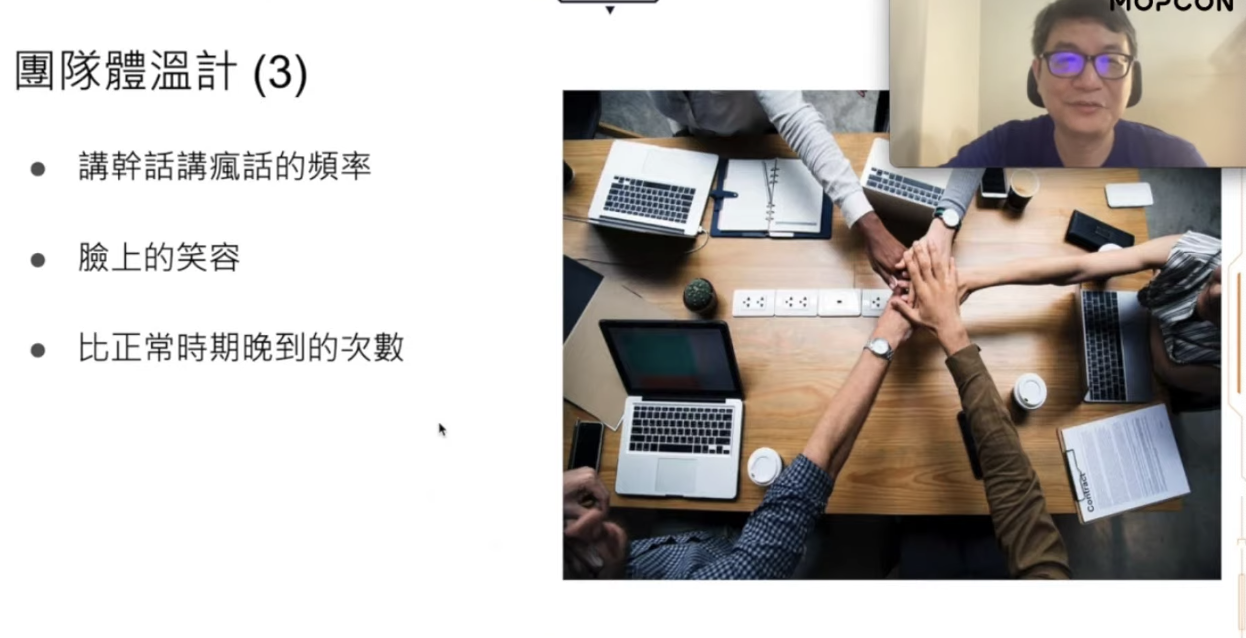 MOPCON
團隊體溫計 (3)
講幹話講瘋話的頻率
臉上的笑容
比正常時期晚到的次數
Contract